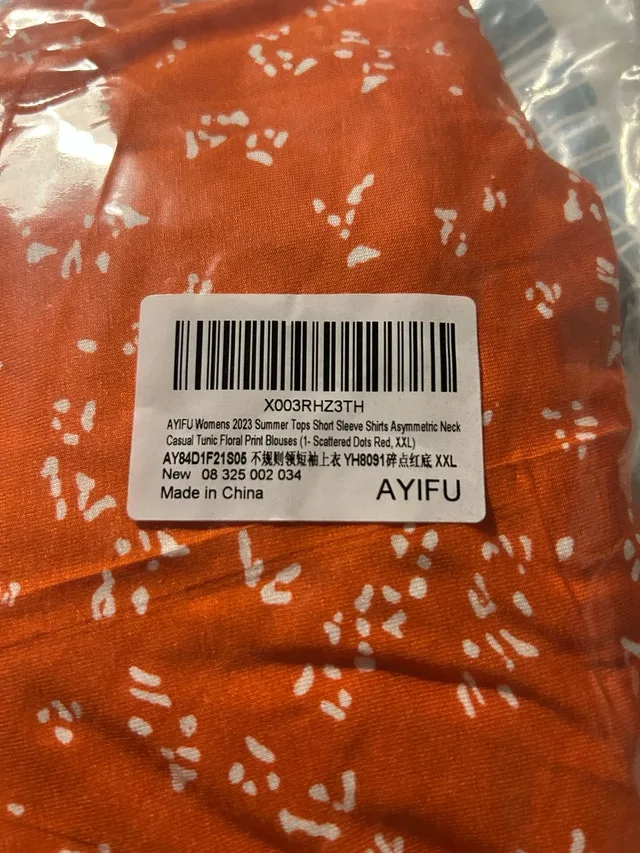 X003RHZ3TH
AYIFU Womens 2023 Summer Tops Short Sleeve Shirts Asymmetric Neck
Casual Tunic Floral Print Blouses (1- Scattered Dots Red, XXL)
AY84D1F21S05 不规则领短袖上衣 YH8091碎点红底 XXL
New 08 325 002 034
Made in China
AYIFU